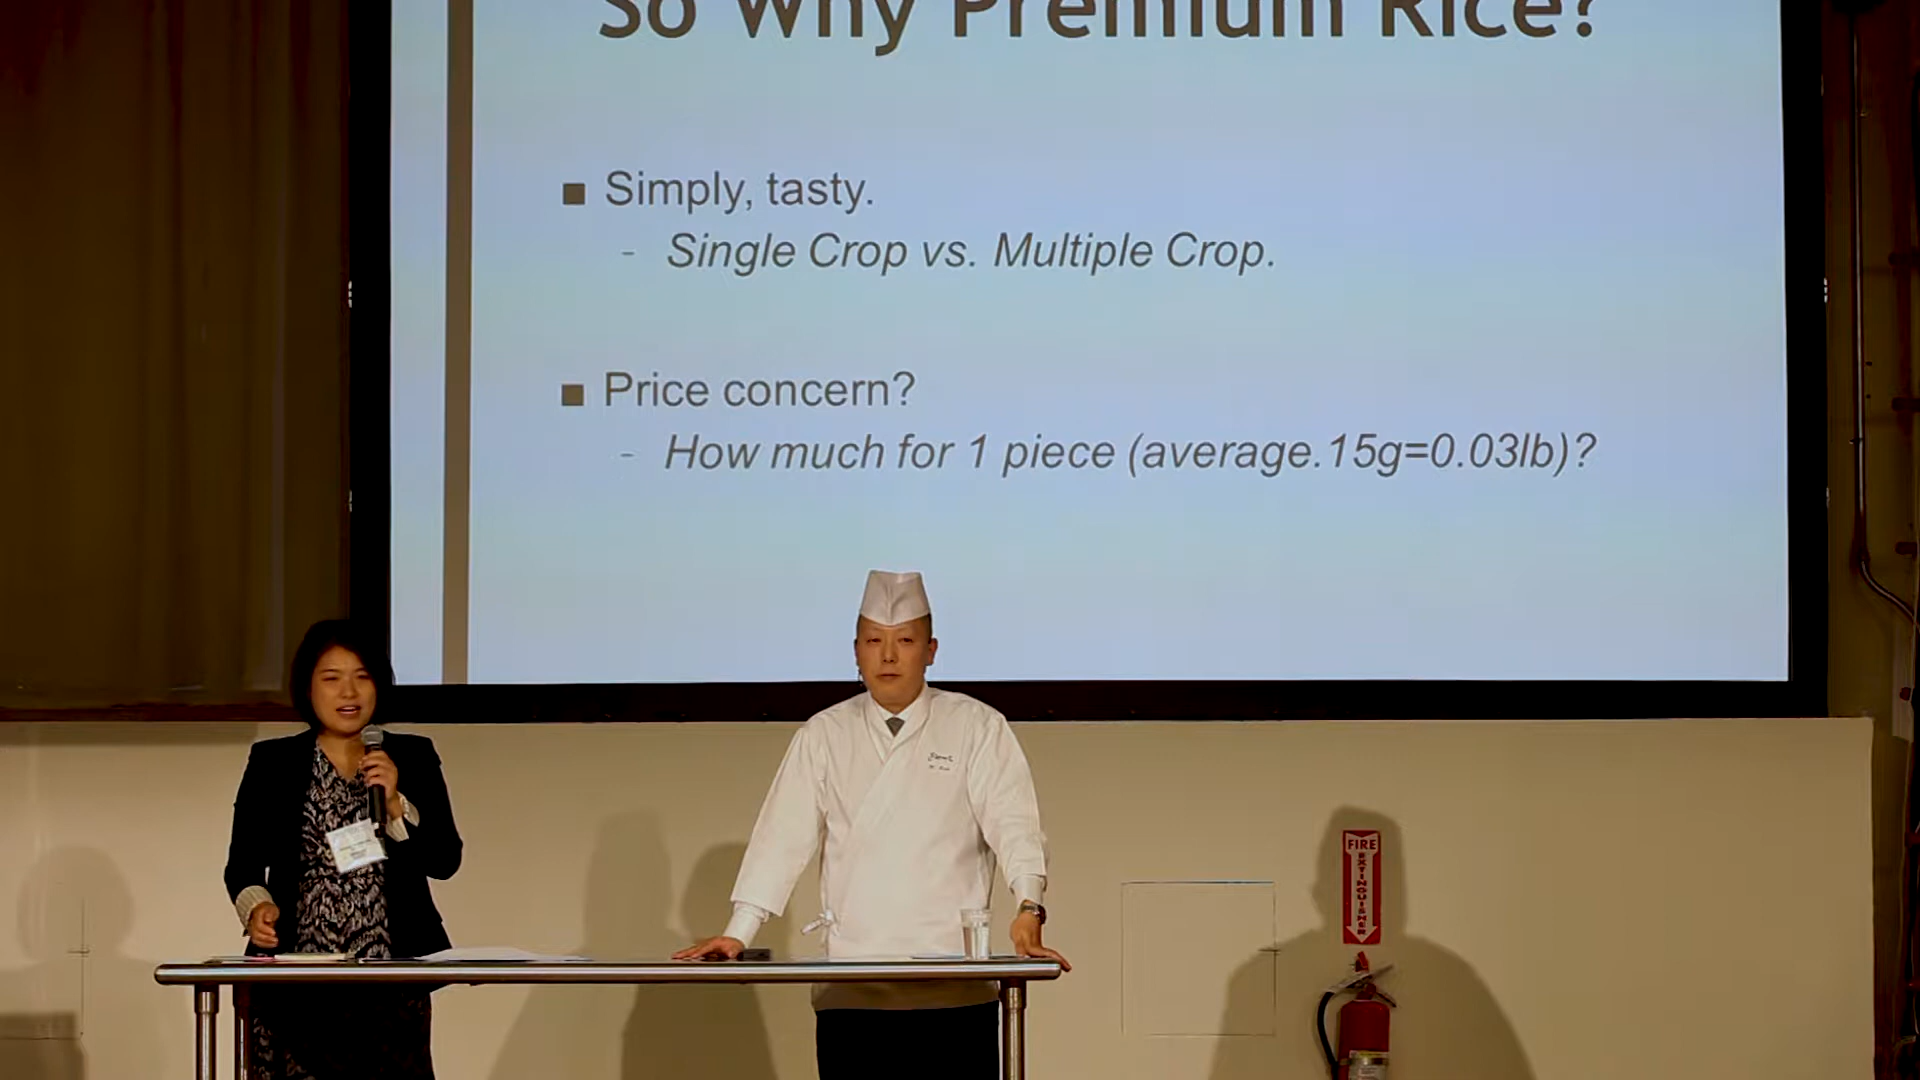 So Why Premium Rice?
■ Simply, tasty.
- Single Crop vs. Multiple Crop.
■ Price concern?
- How much for 1 piece (average.15g=0.03lb)?
FIRE
EXTINGUISHER